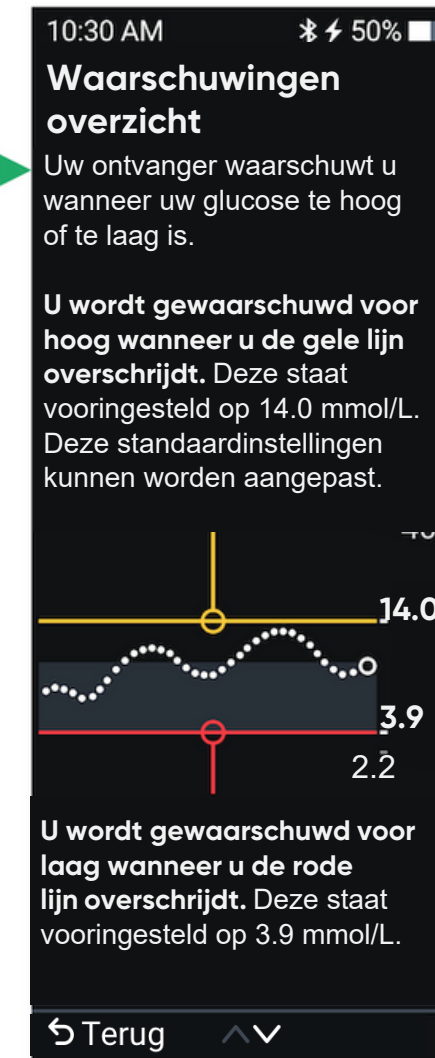 10:30 AM 50%
Waarschuwingen
overzicht
Uw ontvanger waarschuwt u
wanneer uw glucose te hoog
of te laag is.
U wordt gewaarschuwd voor
hoog wanneer u de gele lijn
overschrijdt. Deze staat
vooringesteld op 14.0 mmol/L.
Deze standaardinstellingen
kunnen worden aangepast.
14.0
3.9
2.2
U wordt gewaarschuwd voor
laag wanneer u de rode
lijn overschrijdt. Deze staat
vooringesteld op 3.9 mmol/L.
Terug